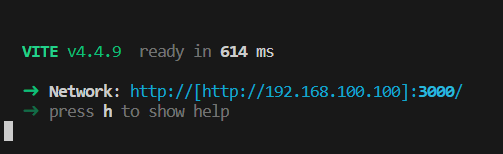 VITE v4.4.9 ready in 614 ms
➜ Network: http://[http://192.168.100.100]:3000/
➜ press h to show help